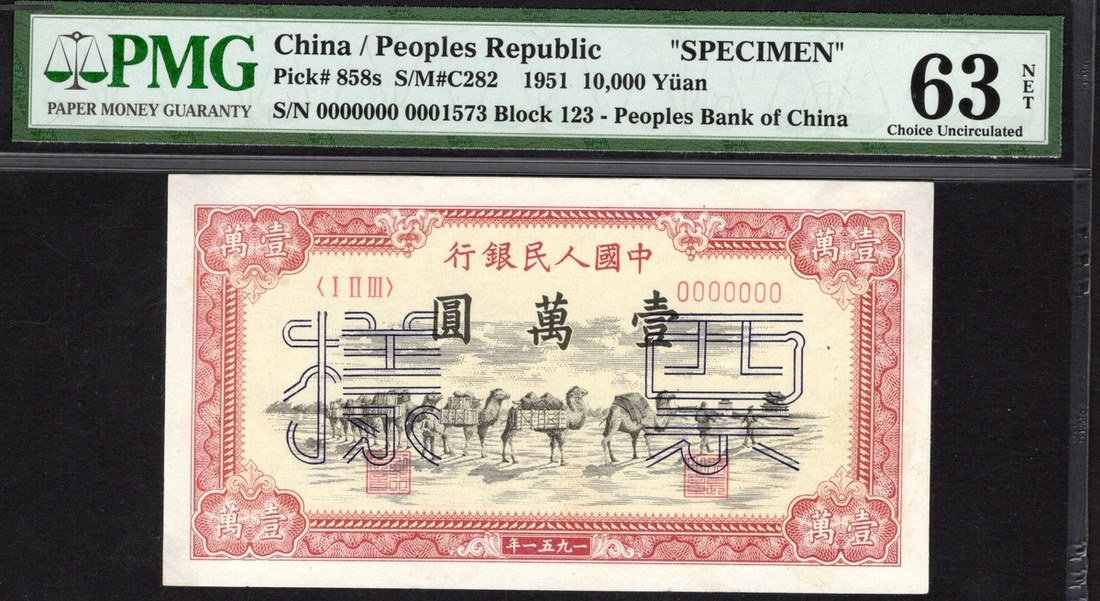 PMG
PAPER MONEY GUARANTY
China / Peoples Republic "SPECIMEN"
Pick# 858s S/M#C282 1951 10,000 Yüan
S/N 0000000 0001573 Block 123 - Peoples Bank of China
63
NET
Choice Uncirculated
壹萬
壹萬
中國人民銀行
〈I II III〉
0000000
壹萬圓
票樣
壹萬
壹萬
一九五一年